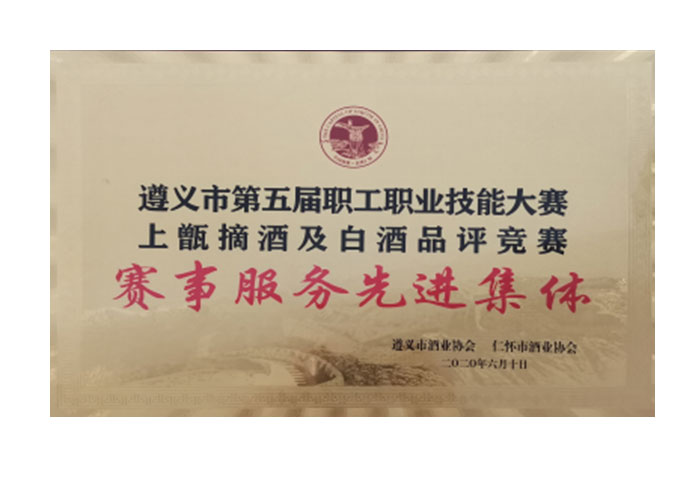 遵义市第五届职工职业技能大赛
上甑摘酒及白酒品评竞赛
赛事服务先进集体
遵义市酒业协会 仁怀市酒业协会
二〇二〇年六月十日